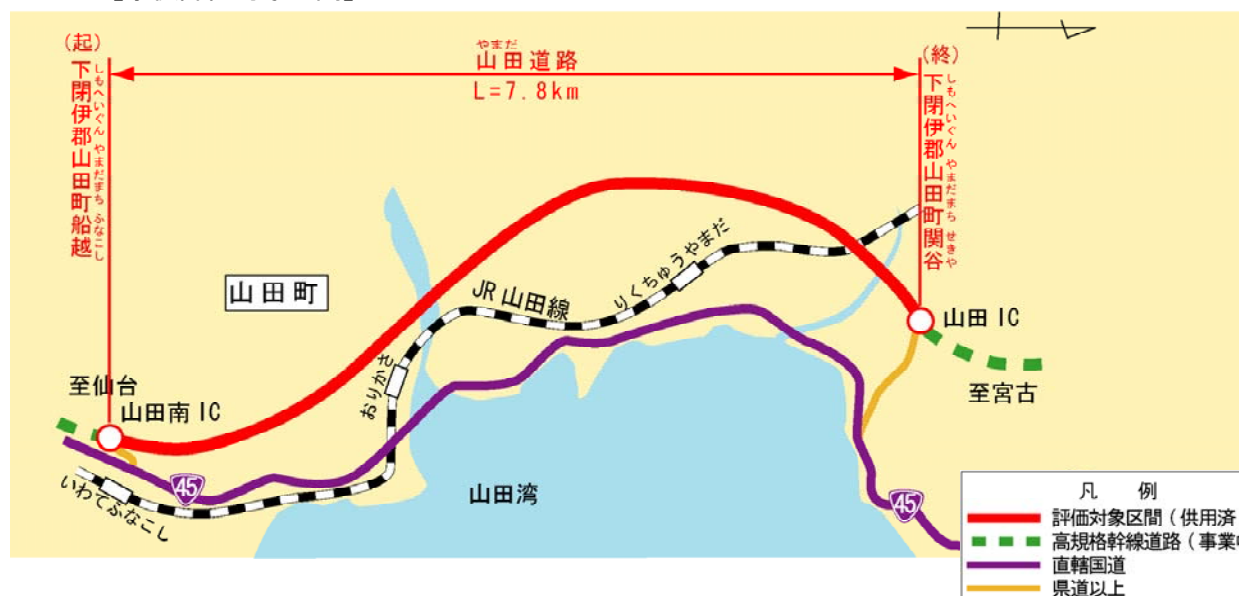 (起)
しもへいぐん やまだまち ふなこし
下閉伊郡山田町船越
やまだ
山田道路
L=7.8km
(終)
しもへいぐん やまだまち せきや
下閉伊郡山田町関谷
山田町
JR山田線
りくちゅうやまだ
おりかさ
山田IC
至宮古
至仙台
山田南IC
45
いわてふなこし
山田湾
45
凡 例
評価対象区間(供用済
高規格幹線道路(事業
直轄国道
県道以上